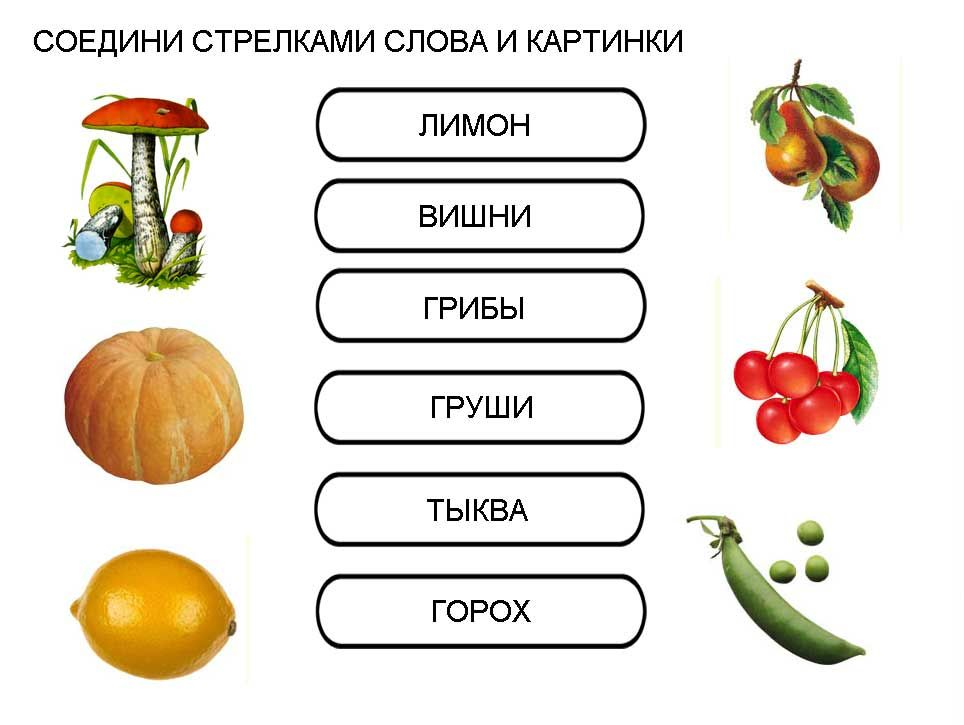 СОЕДИНИ СТРЕЛКАМИ СЛОВА И КАРТИНКИ
ЛИМОН
ВИШНИ
ГРИБЫ
ГРУШИ
ТЫКВА
ГОРОХ